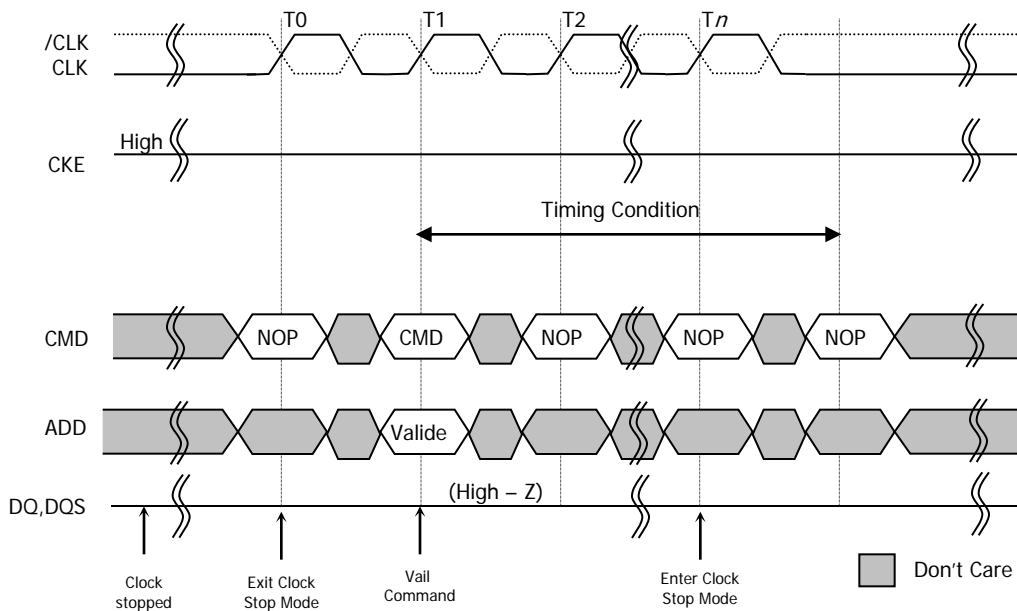 T0 T1 T2 Tn
/CLK
CLK
High
CKE
Timing Condition
CMD NOP CMD NOP NOP NOP
ADD Valide
(High – Z)
DQ,DQS
Clock stopped
Exit Clock Stop Mode
Vail Command
Enter Clock Stop Mode
Don't Care